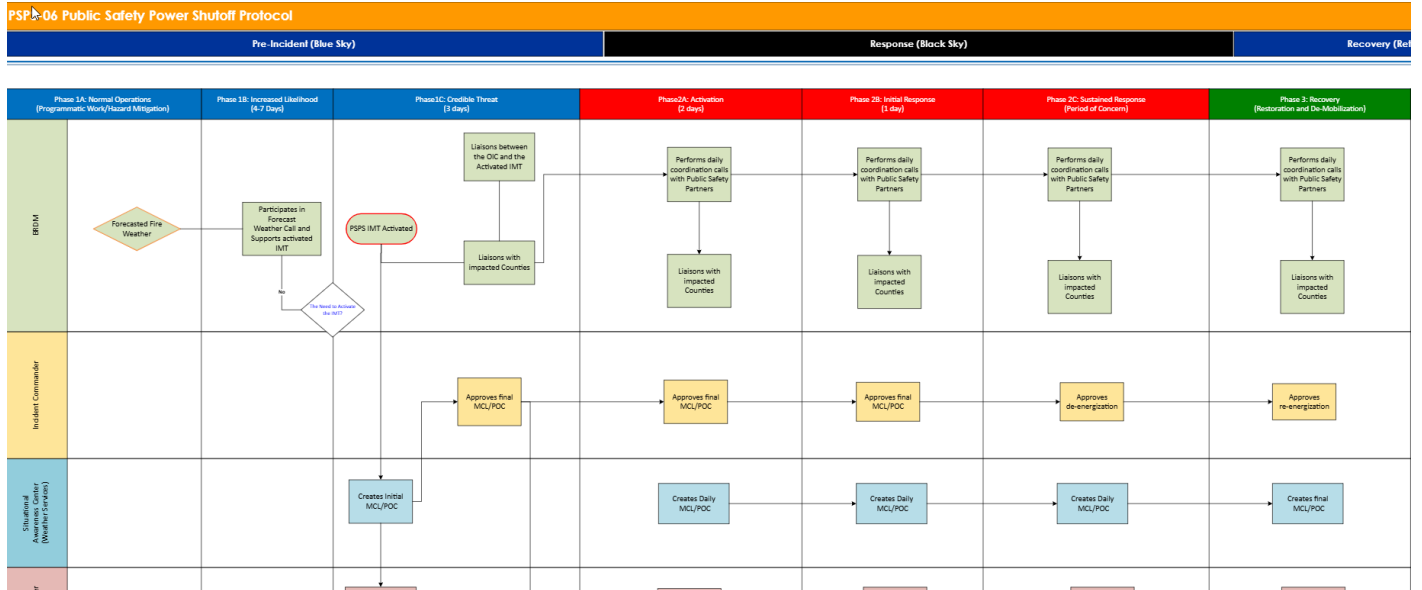 PSPS-06 Public Safety Power Shutoff Protocol
Pre-Incident (Blue Sky)
Response (Black Sky)
Recovery (Ret
Phase 1A: Normal Operations
(Programmatic Work/Hazard Mitigation)
Phase 1B: Increased Likelihood
(4-7 Days)
Phase1C: Credible Threat
(3 days)
Phase2A: Activation
(2 days)
Phase 2B: Initial Response
(1 day)
Phase 2C: Sustained Response
(Period of Concern)
Phase 3: Recovery
(Restoration and De-Mobilization)
BRDM
Forecasted Fire
Weather
Participates in
Forecast
Weather Call and
Supports activated
IMT
No
The Need to Activate
the IMT?
PSPS IMT Activated
Liaisons between
the OIC and the
Activated IMT
Liaisons with
impacted Counties
Performs daily
coordination calls
with Public Safety
Partners
Liaisons with
impacted
Counties
Performs daily
coordination calls
with Public Safety
Partners
Liaisons with
impacted
Counties
Performs daily
coordination calls
with Public Safety
Partners
Liaisons with
impacted
Counties
Performs daily
coordination calls
with Public Safety
Partners
Liaisons with
impacted
Counties
Incident Commander
Approves final
MCL/POC
Approves final
MCL/POC
Approves final
MCL/POC
Approves
de-energization
Approves
re-energization
Situational
Awareness Center
(Weather Services)
Creates Initial
MCL/POC
Creates Daily
MCL/POC
Creates Daily
MCL/POC
Creates Daily
MCL/POC
Creates final
MCL/POC